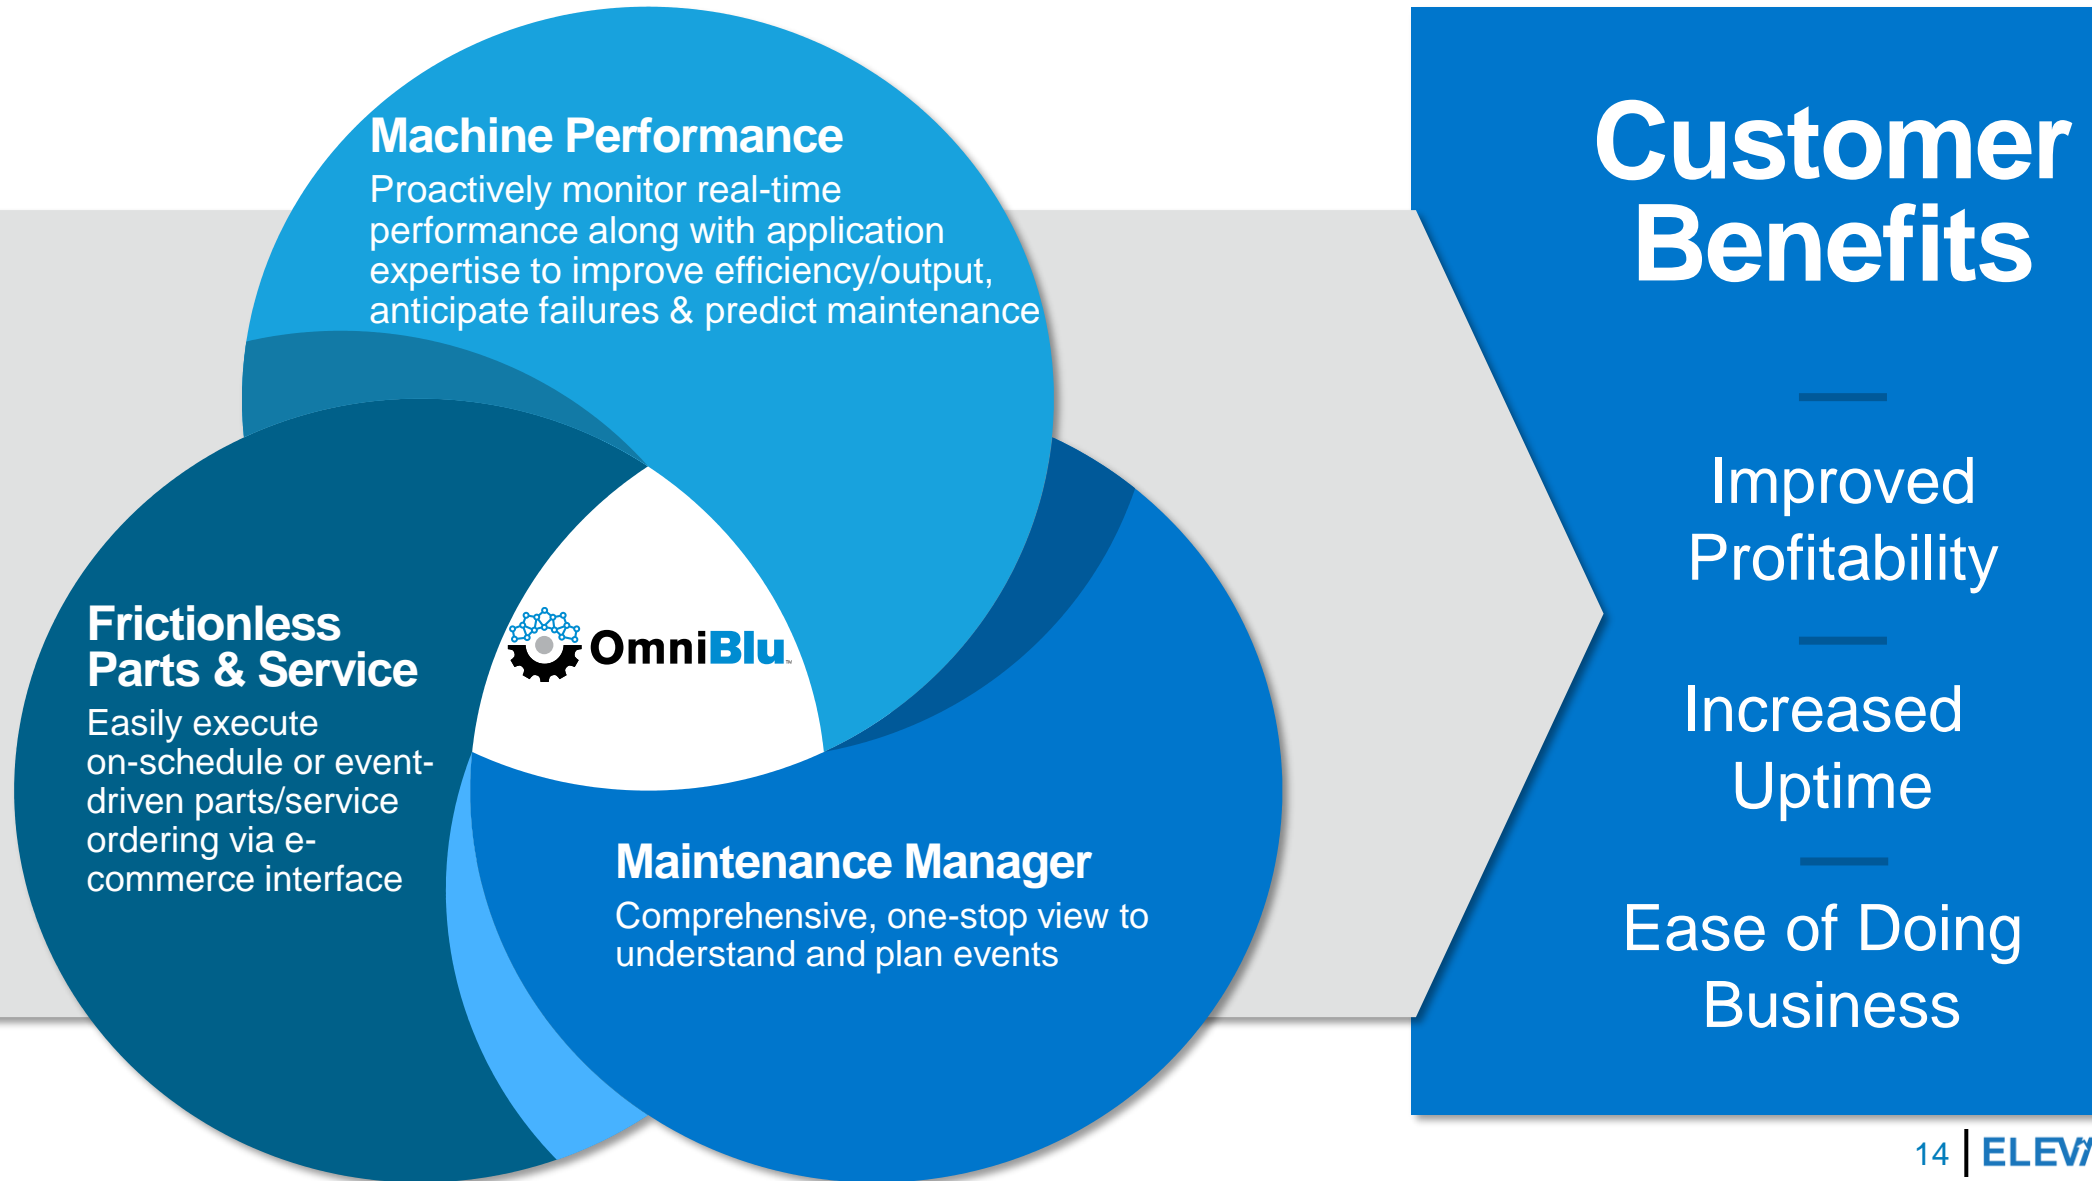 Machine Performance
Proactively monitor real-time
performance along with application
expertise to improve efficiency/output,
anticipate failures & predict maintenance
Frictionless
Parts & Service
Easily execute
on-schedule or event-
driven parts/service
ordering via e-
commerce interface
OmniBlu™
Maintenance Manager
Comprehensive, one-stop view to
understand and plan events
Customer
Benefits
Improved
Profitability
Increased
Uptime
Ease of Doing
Business
14